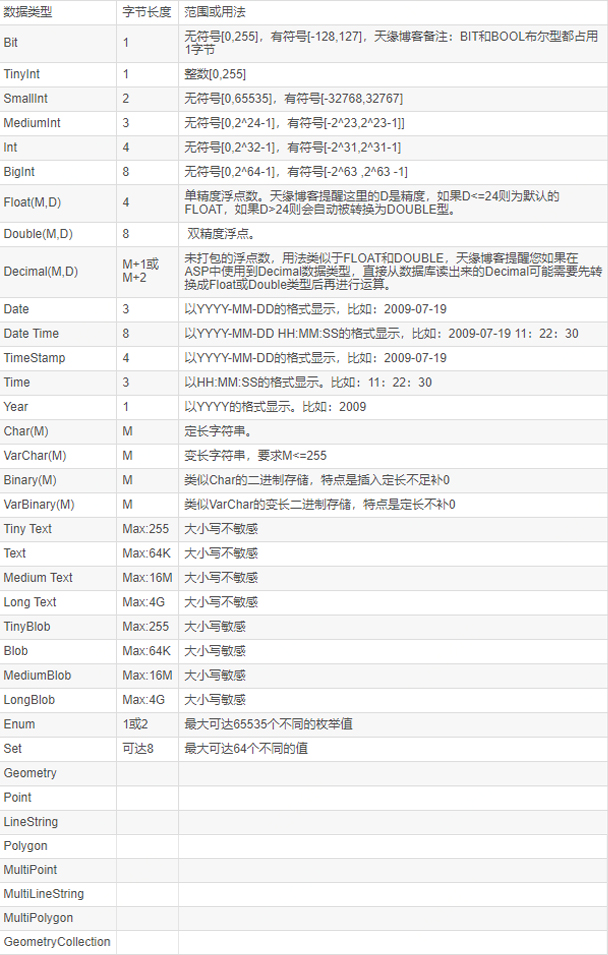 数据类型 字节长度 范围或用法
Bit 1 无符号[0,255]，有符号[-128,127]，天缘博客备注：BIT和BOOL布尔型都占用
1字节
TinyInt 1 整数[0,255]
SmallInt 2 无符号[0,65535]，有符号[-32768,32767]
MediumInt 3 无符号[0,2^24-1]，有符号[-2^23,2^23-1]]
Int 4 无符号[0,2^32-1]，有符号[-2^31,2^31-1]
BigInt 8 无符号[0,2^64-1]，有符号[-2^63 ,2^63 -1]
Float(M,D) 4 单精度浮点数。天缘博客提醒这里的D是精度，如果D<=24则为默认的
FLOAT，如果D>24则会自动被转换为DOUBLE型。
Double(M,D) 8 双精度浮点。
Decimal(M,D) M+1或
M+2 未打包的浮点数，用法类似于FLOAT和DOUBLE，天缘博客提醒您如果在
ASP中使用到Decimal数据类型，直接从数据库读出来的Decimal可能需要先转
换成Float或Double类型后再进行运算。
Date 3 以YYYY-MM-DD的格式显示，比如：2009-07-19
Date Time 8 以YYYY-MM-DD HH:MM:SS的格式显示，比如：2009-07-19 11：22：30
TimeStamp 4 以YYYY-MM-DD的格式显示，比如：2009-07-19
Time 3 以HH:MM:SS的格式显示。比如：11：22：30
Year 1 以YYYY的格式显示。比如：2009
Char(M) M 定长字符串。
VarChar(M) M 变长字符串，要求M<=255
Binary(M) M 类似Char的二进制存储，特点是插入定长不足补0
VarBinary(M) M 类似VarChar的变长二进制存储，特点是定长不补0
Tiny Text Max:255 大小写不敏感
Text Max:64K 大小写不敏感
Medium Text Max:16M 大小写不敏感
Long Text Max:4G 大小写不敏感
TinyBlob Max:255 大小写敏感
Blob Max:64K 大小写敏感
MediumBlob Max:16M 大小写敏感
LongBlob Max:4G 大小写敏感
Enum 1或2 最大可达65535个不同的枚举值
Set 可达8 最大可达64个不同的值
Geometry
Point
LineString
Polygon
MultiPoint
MultiLineString
MultiPolygon
GeometryCollection